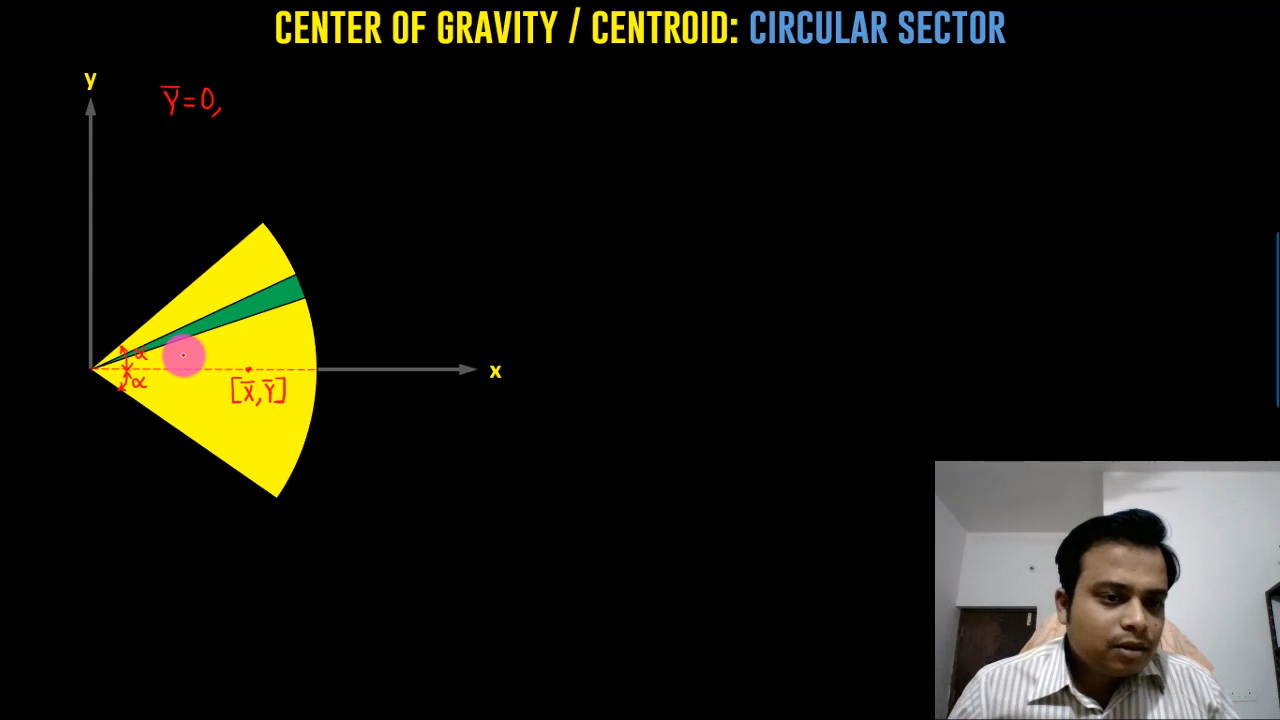 CENTER OF GRAVITY / CENTROID: CIRCULAR SECTOR
y
Y̅=0,
α
α
x
[X̅,Y̅]